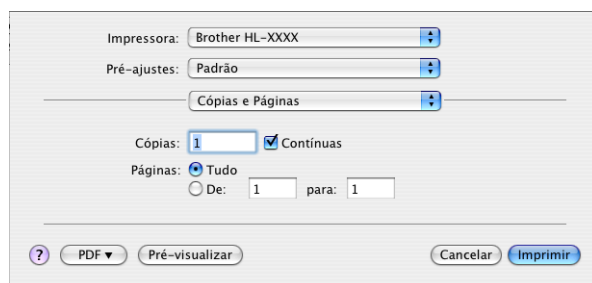 Impressora: Brother HL-XXXX
Pré-ajustes: Padrão
Cópias e Páginas
Cópias: 1 Contínuas
Páginas: Tudo
De: 1 para: 1
? PDF Pré-visualizar Cancelar Imprimir